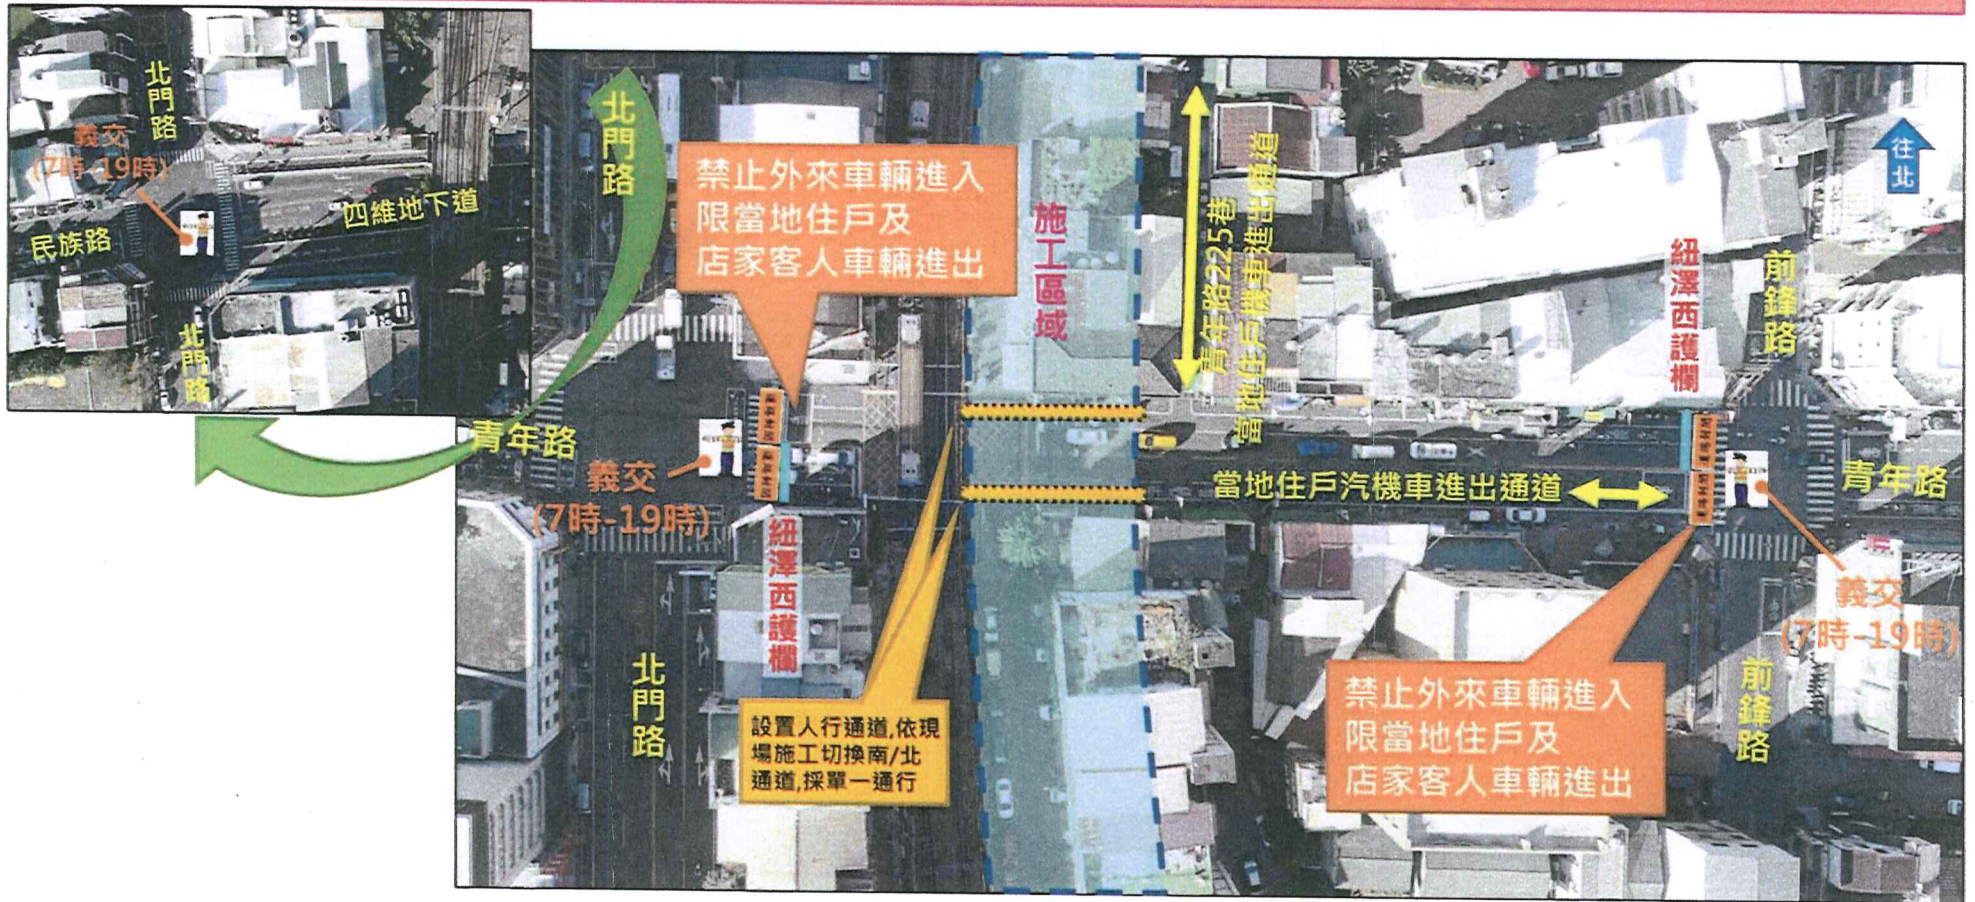 北門路
義交
(7時-19時)
四維地下道
民族路
北門路
北門路
禁止外來車輛進入
限當地住戶及
店家客人車輛進出
施工區域
青年路225巷
當地住戶機車進出通道
紐澤西護欄
前鋒路
往北
青年路
義交
(7時-19時)
紐澤西護欄
當地住戶汽機車進出通道
青年路
義交
(7時-19時)
北門路
設置人行通道,依現
場施工切換南/北
通道,採單一通行
禁止外來車輛進入
限當地住戶及
店家客人車輛進出
前鋒路